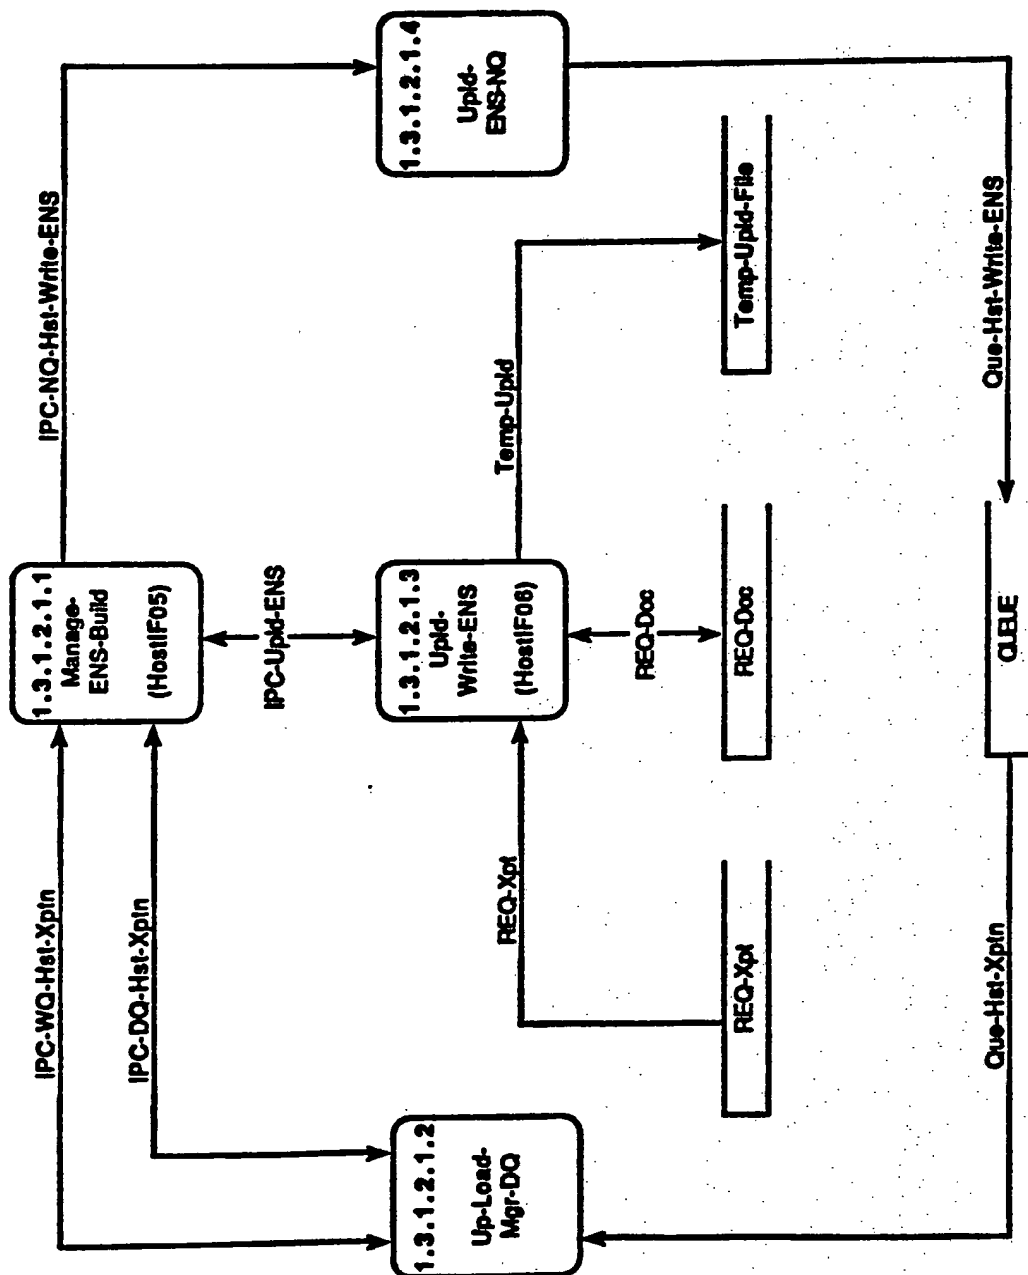 IPC-WQ-Hst-Xptn
IPC-NQ-Hst-Write-ENS
1.3.1.2.1.1
Manage-
ENS-Build
(HostIF05)
IPC-DQ-Hst-Xptn
IPC-Upld-ENS
1.3.1.2.1.2
Up-Load-
Mgr-DQ
1.3.1.2.1.3
Upld-
Write-ENS
(HostIF06)
1.3.1.2.1.4
Upld-
ENS-NQ
REQ-Xpt
Temp-Upld
REQ-Doc
REQ-Xpt
REQ-Doc
Temp-Upld-File
Que-Hst-Xptn
QUEUE
Que-Hst-Write-ENS